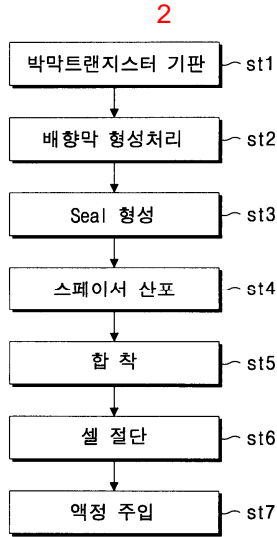 2
박막트랜지스터 기판 st1
배향막 형성처리 st2
Seal 형성 st3
스페이서 산포 st4
합 착 st5
셀 절단 st6
액정 주입 st7